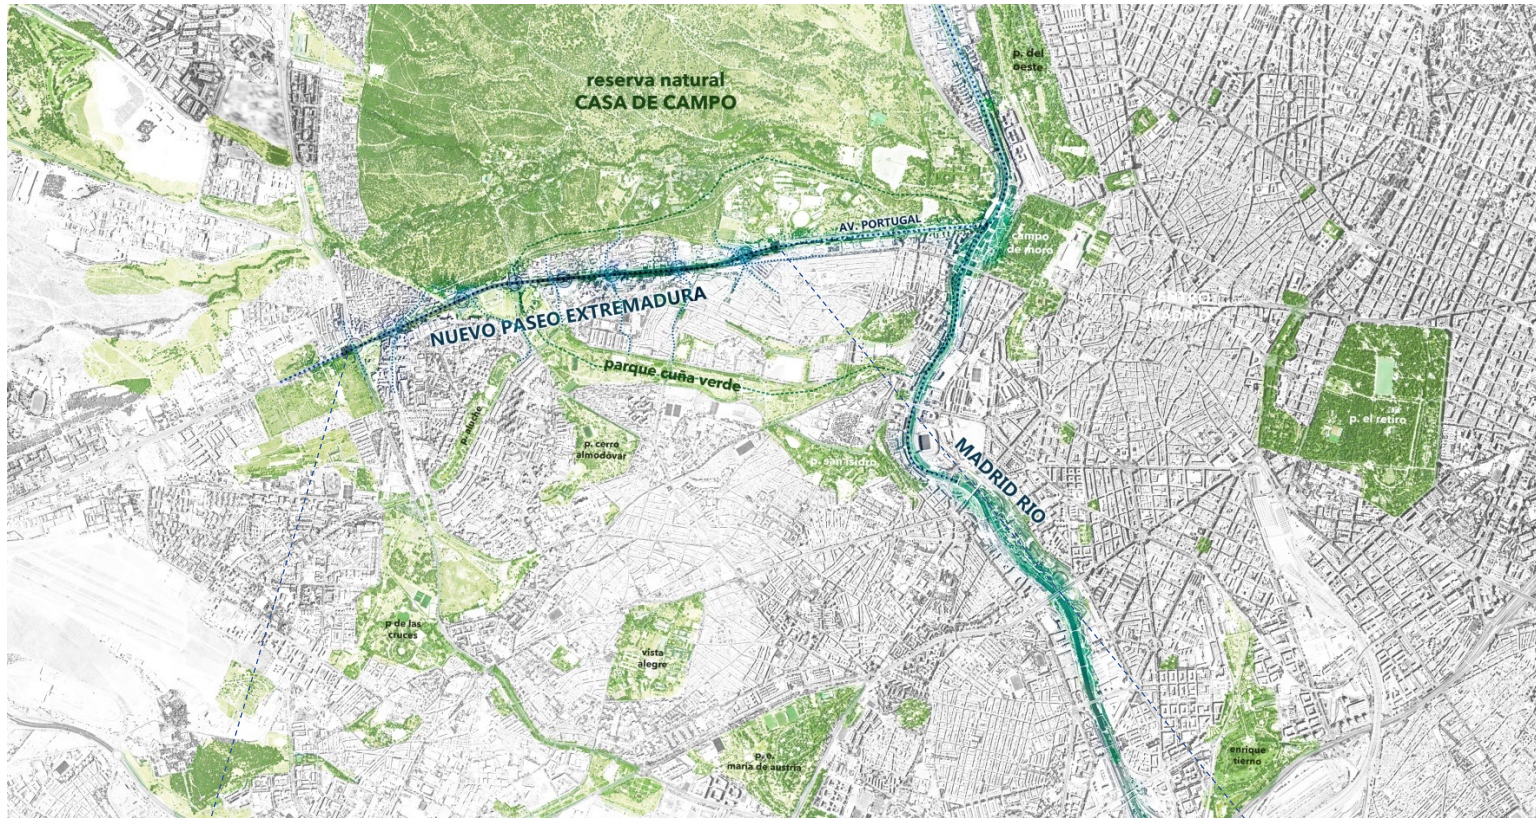 p. del
oeste
reserva natural
CASA DE CAMPO
AV. PORTUGAL
campo
de moro
CENTRO
NUEVO PASEO EXTREMADURA
parque cuña verde
p. aluche
p. cerro
almodóvar
p. san isidro
MADRID RIO
p. el retiro
p de las
cruces
vista
alegre
p. e.
maría de austria
enrique
tierno